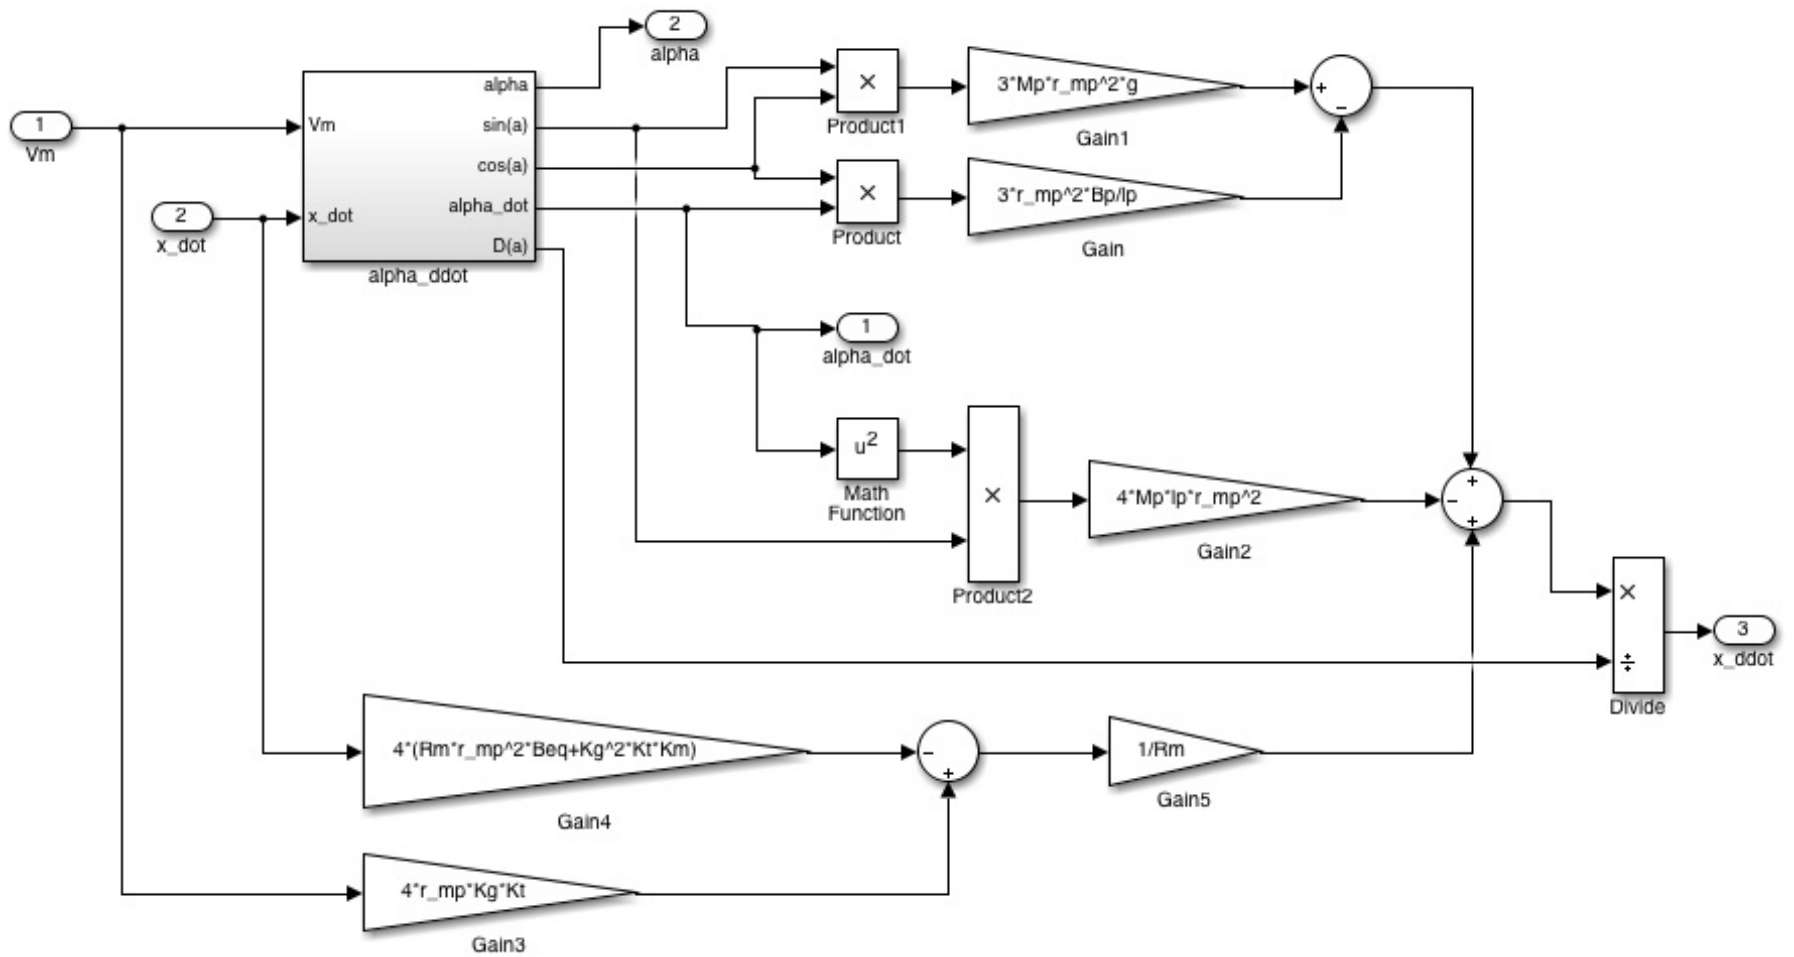 2
alpha
1
Vm
2
x_dot
Vm
x_dot
alpha
sin(a)
cos(a)
alpha_dot
D(a)
alpha_ddot
×
Product1
3*Mp*r_mp^2*g
Gain1
+
−
×
Product
3*r_mp^2*Bp/lp
Gain
1
alpha_dot
u²
Math
Function
×
Product2
4*Mp*lp*r_mp^2
Gain2
+
−
+
×
÷
Divide
3
x_ddot
4*(Rm*r_mp^2*Beq+Kg^2*Kt*Km)
Gain4
−
+
1/Rm
Gain5
4*r_mp*Kg*Kt
Gain3